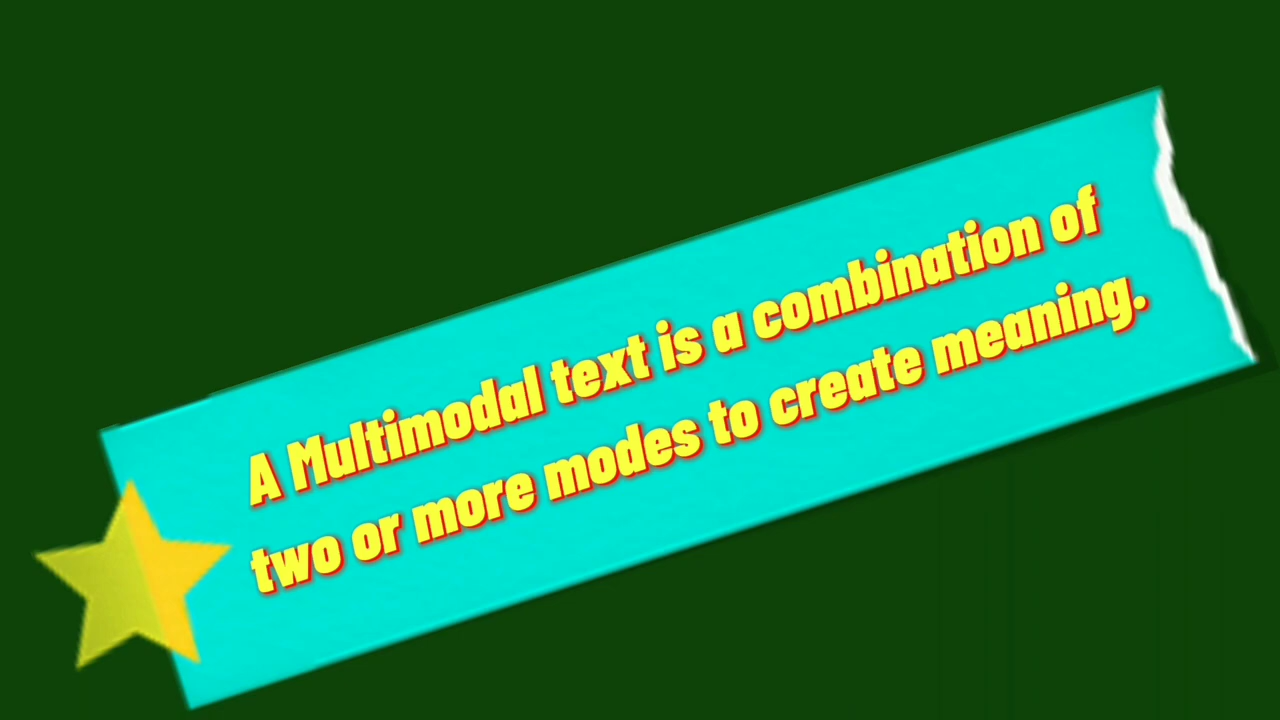 A Multimodal text is a combination of
two or more modes to create meaning.